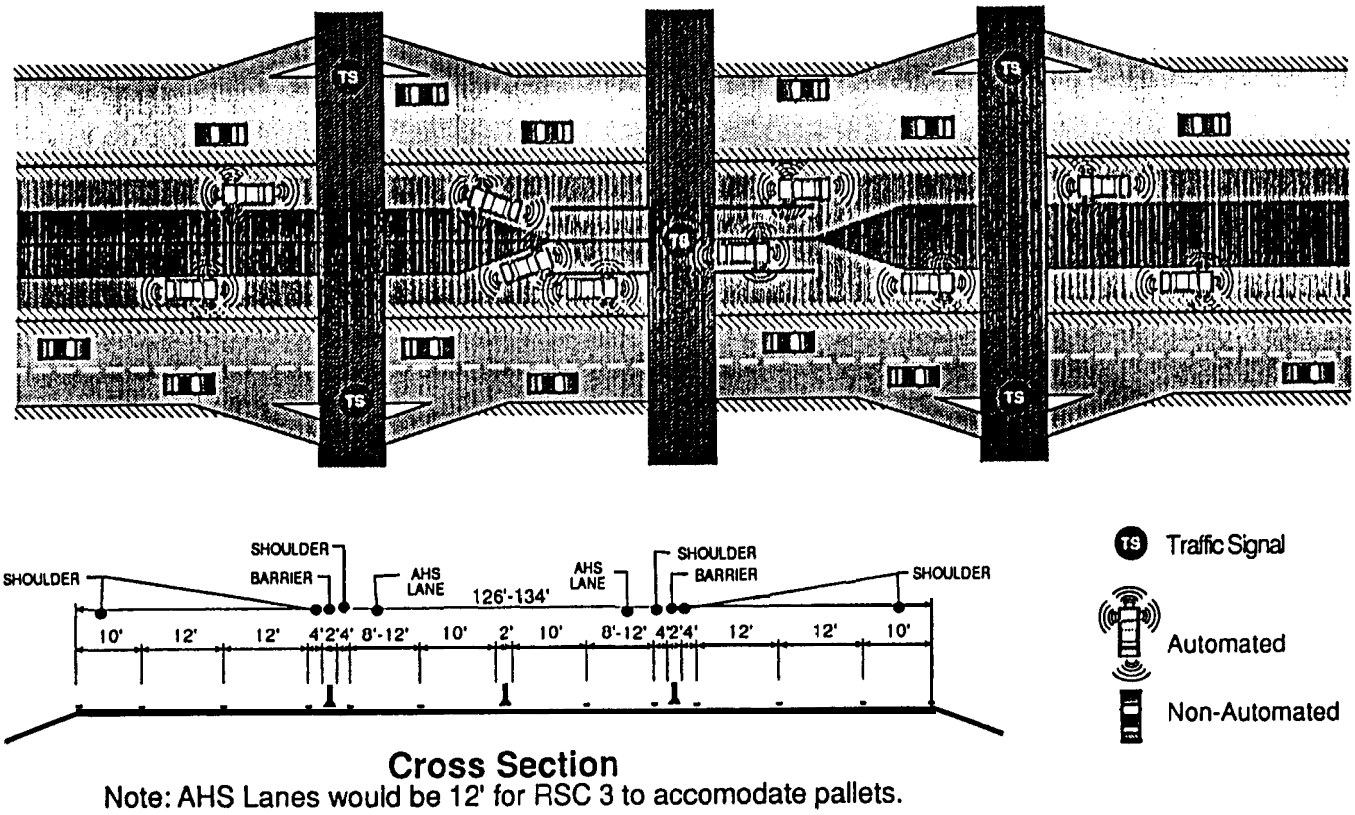 TS TS
TS
TS TS
SHOULDER
SHOULDER
BARRIER
AHS
LANE
126'-134'
AHS
LANE
SHOULDER
BARRIER
SHOULDER
10' 12' 12' 4' 2' 4' 8'-12' 10' 2' 10' 8'-12' 4' 2' 4' 12' 12' 10'
Cross Section
Note: AHS Lanes would be 12' for RSC 3 to accomodate pallets.
TS Traffic Signal
Automated
Non-Automated